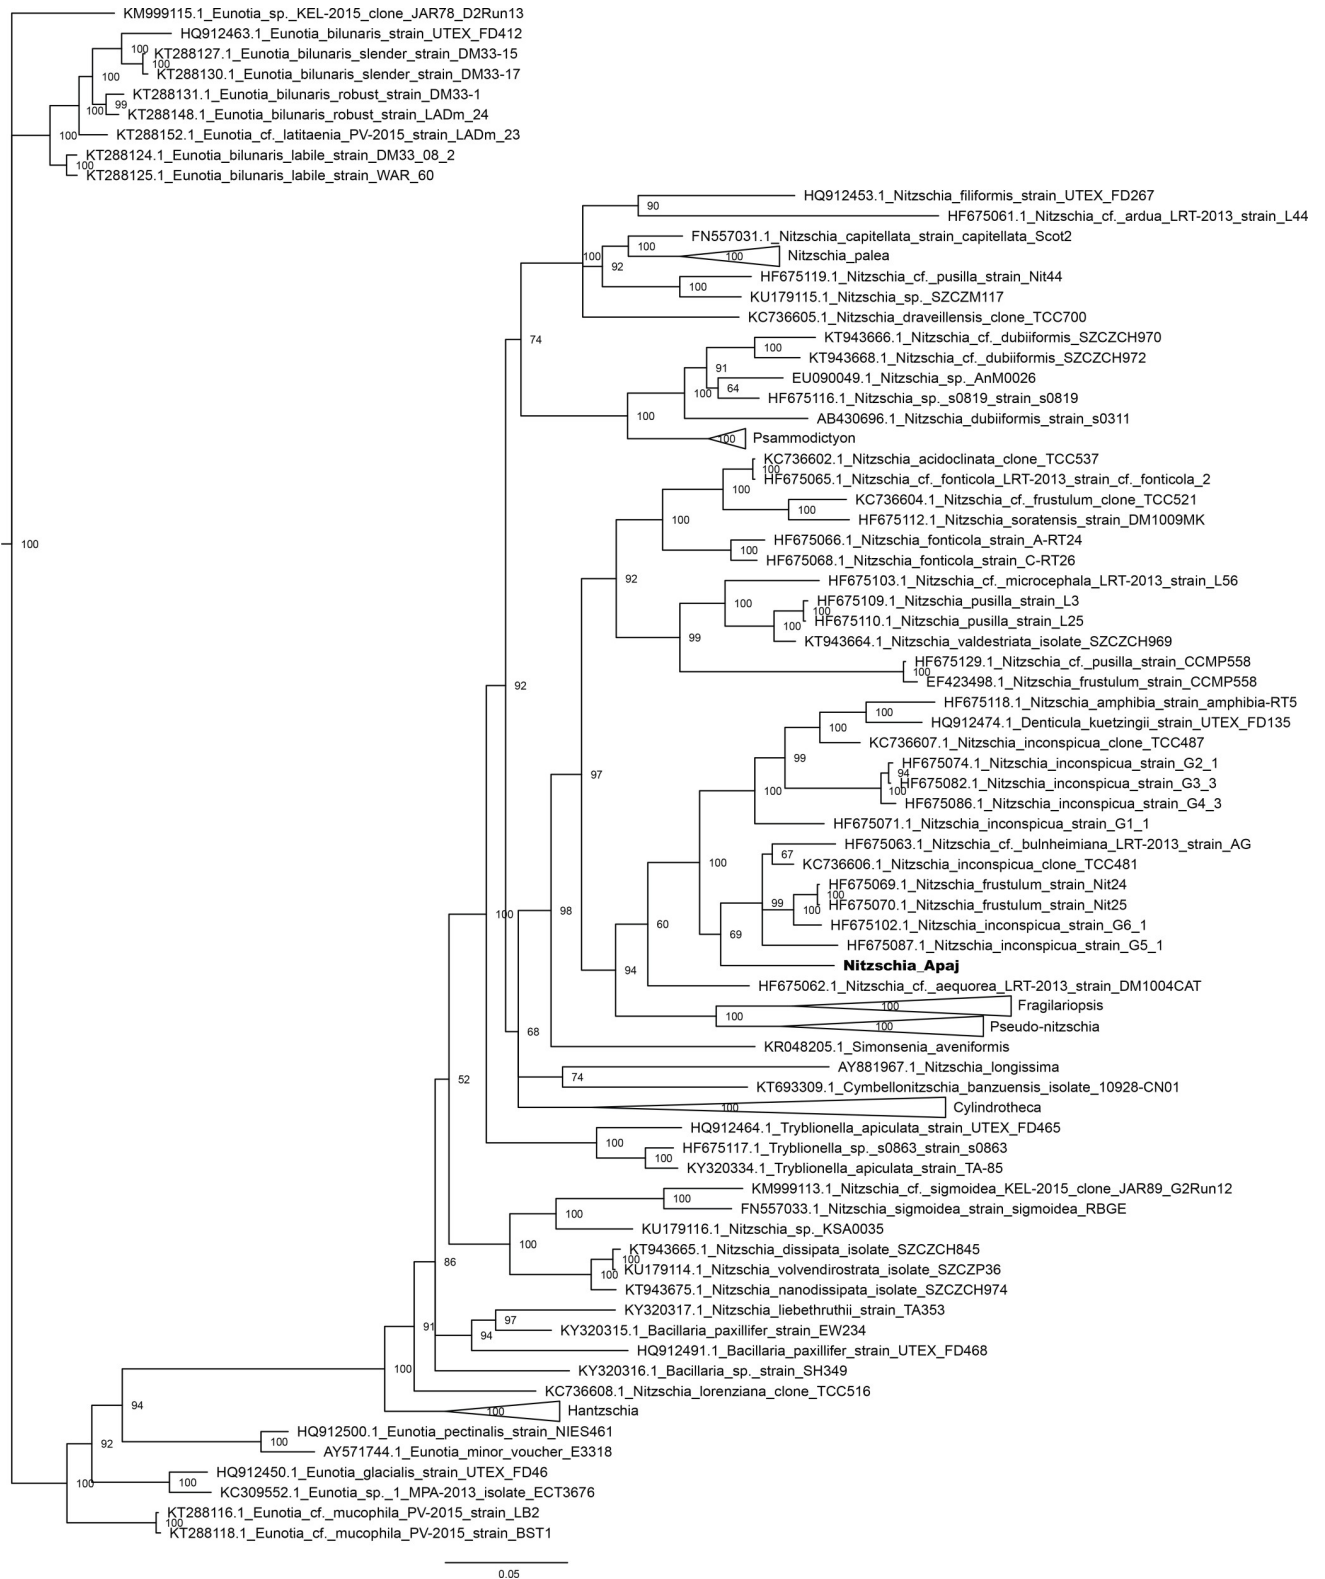 KM999115.1_Eunotia_sp._KEL-2015_clone_JAR78_D2Run13
HQ912463.1_Eunotia_bilunaris_strain_UTEX_FD412
100
KT288127.1_Eunotia_bilunaris_slender_strain_DM33-15
100
KT288130.1_Eunotia_bilunaris_slender_strain_DM33-17
100
KT288131.1_Eunotia_bilunaris_robust_strain_DM33-1
99
100
KT288148.1_Eunotia_bilunaris_robust_strain_LADm_24
100
KT288152.1_Eunotia_cf._latitaenia_PV-2015_strain_LADm_23
KT288124.1_Eunotia_bilunaris_labile_strain_DM33_08_2
100
KT288125.1_Eunotia_bilunaris_labile_strain_WAR_60
HQ912453.1_Nitzschia_filiformis_strain_UTEX_FD267
90
HF675061.1_Nitzschia_cf._ardua_LRT-2013_strain_L44
FN557031.1_Nitzschia_capitellata_strain_capitellata_Scot2
100
100
100
Nitzschia_palea
92
HF675119.1_Nitzschia_cf._pusilla_strain_Nit44
100
KU179115.1_Nitzschia_sp._SZCZM117
KC736605.1_Nitzschia_draveillensis_clone_TCC700
74
KT943666.1_Nitzschia_cf._dubiiformis_SZCZCH970
100
KT943668.1_Nitzschia_cf._dubiiformis_SZCZCH972
91
EU090049.1_Nitzschia_sp._AnM0026
64
100
HF675116.1_Nitzschia_sp._s0819_strain_s0819
100
AB430696.1_Nitzschia_dubiiformis_strain_s0311
100
Psammodictyon
KC736602.1_Nitzschia_acidoclinata_clone_TCC537
100
HF675065.1_Nitzschia_cf._fonticola_LRT-2013_strain_cf._fonticola_2
100
KC736604.1_Nitzschia_cf._frustulum_clone_TCC521
100
HF675112.1_Nitzschia_soratensis_strain_DM1009MK
100
HF675066.1_Nitzschia_fonticola_strain_A-RT24
100
HF675068.1_Nitzschia_fonticola_strain_C-RT26
92
HF675103.1_Nitzschia_cf._microcephala_LRT-2013_strain_L56
100
HF675109.1_Nitzschia_pusilla_strain_L3
100
HF675110.1_Nitzschia_pusilla_strain_L25
100
99
KT943664.1_Nitzschia_valdestriata_isolate_SZCZCH969
HF675129.1_Nitzschia_cf._pusilla_strain_CCMP558
100
EF423498.1_Nitzschia_frustulum_strain_CCMP558
92
HF675118.1_Nitzschia_amphibia_strain_amphibia-RT5
100
HQ912474.1_Denticula_kuetzingii_strain_UTEX_FD135
100
KC736607.1_Nitzschia_inconspicua_clone_TCC487
99
HF675074.1_Nitzschia_inconspicua_strain_G2_1
94
97
HF675082.1_Nitzschia_inconspicua_strain_G3_3
100
100
HF675086.1_Nitzschia_inconspicua_strain_G4_3
HF675071.1_Nitzschia_inconspicua_strain_G1_1
HF675063.1_Nitzschia_cf._bulnheimiana_LRT-2013_strain_AG
67
100
KC736606.1_Nitzschia_inconspicua_clone_TCC481
HF675069.1_Nitzschia_frustulum_strain_Nit24
100
99
HF675070.1_Nitzschia_frustulum_strain_Nit25
100
98
100
60
HF675102.1_Nitzschia_inconspicua_strain_G6_1
69
HF675087.1_Nitzschia_inconspicua_strain_G5_1
Nitzschia_Apaj
94
HF675062.1_Nitzschia_cf._aequorea_LRT-2013_strain_DM1004CAT
100
Fragilariopsis
100
100
Pseudo-nitzschia
68
KR048205.1_Simonsenia_aveniformis
AY881967.1_Nitzschia_longissima
74
52
KT693309.1_Cymbellonitzschia_banzuensis_isolate_10928-CN01
100
Cylindrotheca
HQ912464.1_Tryblionella_apiculata_strain_UTEX_FD465
100
HF675117.1_Tryblionella_sp._s0863_strain_s0863
100
KY320334.1_Tryblionella_apiculata_strain_TA-85
KM999113.1_Nitzschia_cf._sigmoidea_KEL-2015_clone_JAR89_G2Run12
100
FN557033.1_Nitzschia_sigmoidea_strain_sigmoidea_RBGE
100
KU179116.1_Nitzschia_sp._KSA0035
100
KT943665.1_Nitzschia_dissipata_isolate_SZCZCH845
100
86
KU179114.1_Nitzschia_volvendirostrata_isolate_SZCZP36
100
KT943675.1_Nitzschia_nanodissipata_isolate_SZCZCH974
KY320317.1_Nitzschia_liebethruthii_strain_TA353
97
91
KY320315.1_Bacillaria_paxillifer_strain_EW234
94
HQ912491.1_Bacillaria_paxillifer_strain_UTEX_FD468
100
KY320316.1_Bacillaria_sp._strain_SH349
KC736608.1_Nitzschia_lorenziana_clone_TCC516
94
100
Hantzschia
HQ912500.1_Eunotia_pectinalis_strain_NIES461
92
100
AY571744.1_Eunotia_minor_voucher_E3318
HQ912450.1_Eunotia_glacialis_strain_UTEX_FD46
100
100
KC309552.1_Eunotia_sp._1_MPA-2013_isolate_ECT3676
KT288116.1_Eunotia_cf._mucophila_PV-2015_strain_LB2
100
KT288118.1_Eunotia_cf._mucophila_PV-2015_strain_BST1
0.05